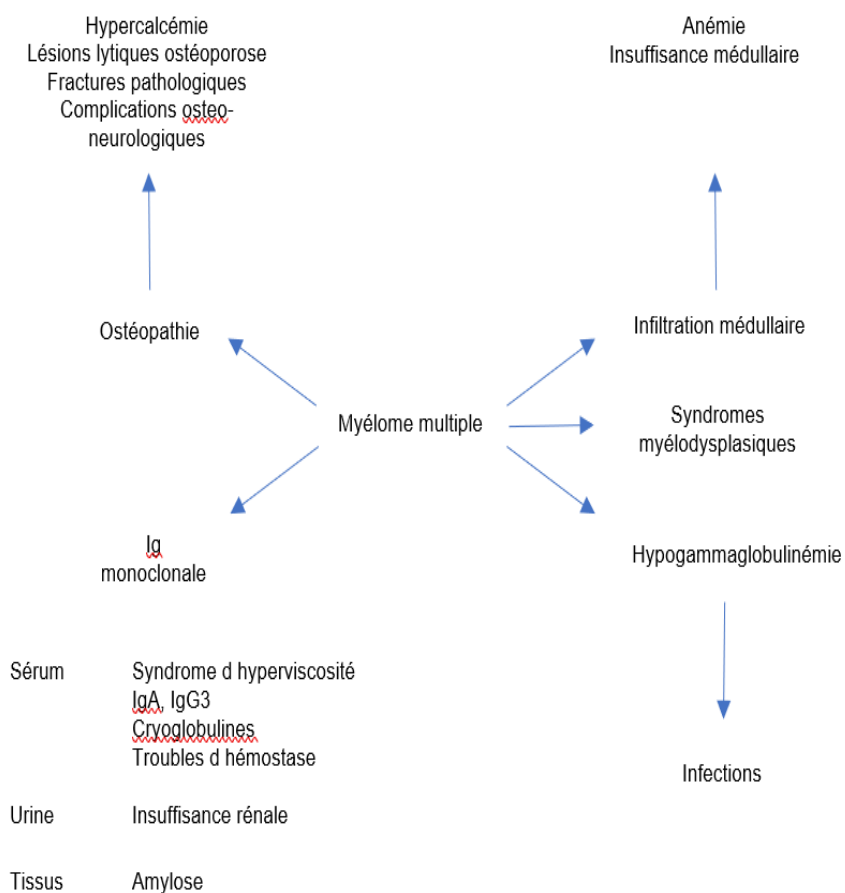 Hypercalcémie
Lésions lytiques ostéoporose
Fractures pathologiques
Complications osteo-
neurologiques
Anémie
Insuffisance médullaire
Ostéopathie
Infiltration médullaire
Myélome multiple
Syndromes
myélodysplasiques
Ig
monoclonale
Hypogammaglobulinémie
Sérum Syndrome d hyperviscosité
IgA, IgG3
Cryoglobulines
Troubles d hémostase
Infections
Urine Insuffisance rénale
Tissus Amylose